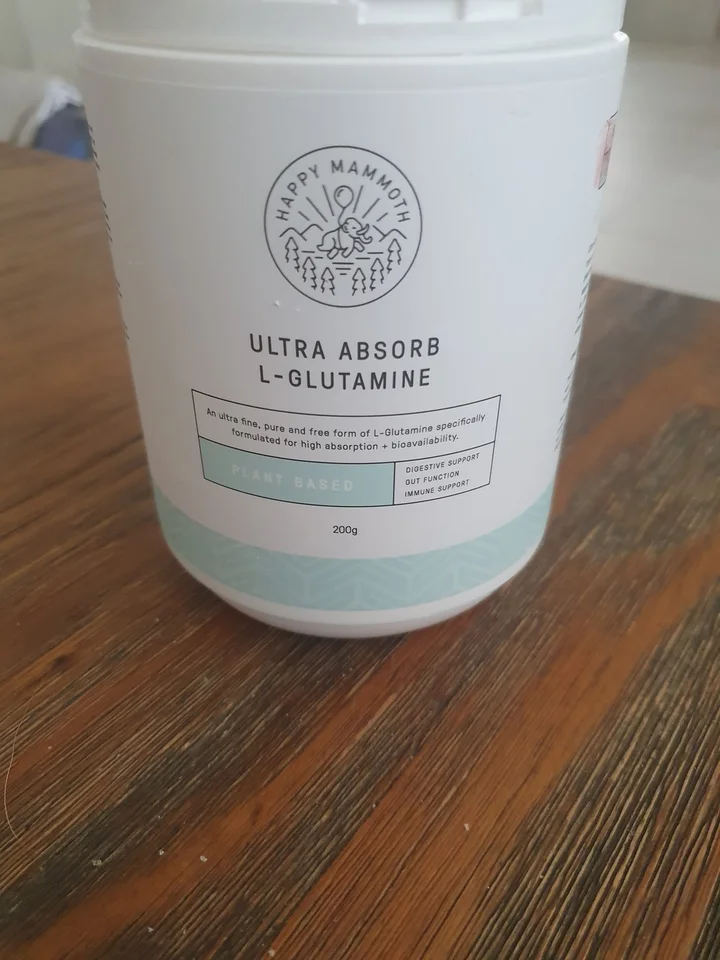 HAPPY MAMMOTH
ULTRA ABSORB
L-GLUTAMINE
An ultra fine, pure and free form of L-Glutamine specifically
formulated for high absorption + bioavailability.
PLANT BASED
DIGESTIVE SUPPORT
GUT FUNCTION
IMMUNE SUPPORT
200g